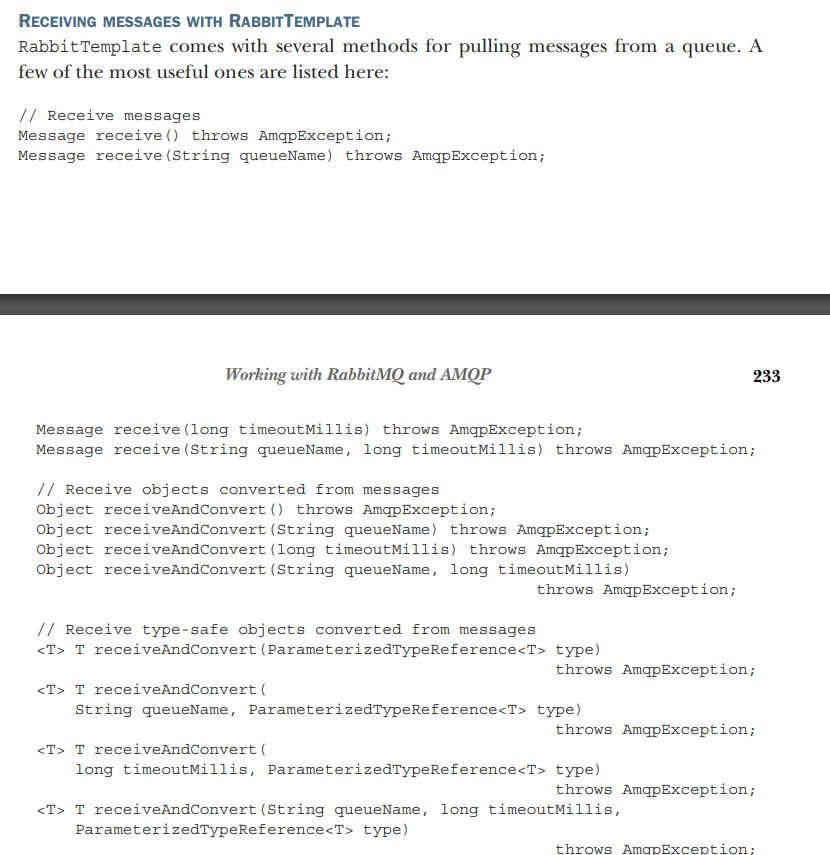 RECEIVING MESSAGES WITH RABBITTEMPLATE
RabbitTemplate comes with several methods for pulling messages from a queue. A
few of the most useful ones are listed here:
// Receive messages
Message receive() throws AmqpException;
Message receive(String queueName) throws AmqpException;
Working with RabbitMQ and AMQP 233
Message receive(long timeoutMillis) throws AmqpException;
Message receive(String queueName, long timeoutMillis) throws AmqpException;
// Receive objects converted from messages
Object receiveAndConvert() throws AmqpException;
Object receiveAndConvert(String queueName) throws AmqpException;
Object receiveAndConvert(long timeoutMillis) throws AmqpException;
Object receiveAndConvert(String queueName, long timeoutMillis)
throws AmqpException;
// Receive type-safe objects converted from messages
<T> T receiveAndConvert(ParameterizedTypeReference<T> type)
throws AmqpException;
<T> T receiveAndConvert(
String queueName, ParameterizedTypeReference<T> type)
throws AmqpException;
<T> T receiveAndConvert(
long timeoutMillis, ParameterizedTypeReference<T> type)
throws AmqpException;
<T> T receiveAndConvert(String queueName, long timeoutMillis,
ParameterizedTypeReference<T> type)
throws AmqpException;